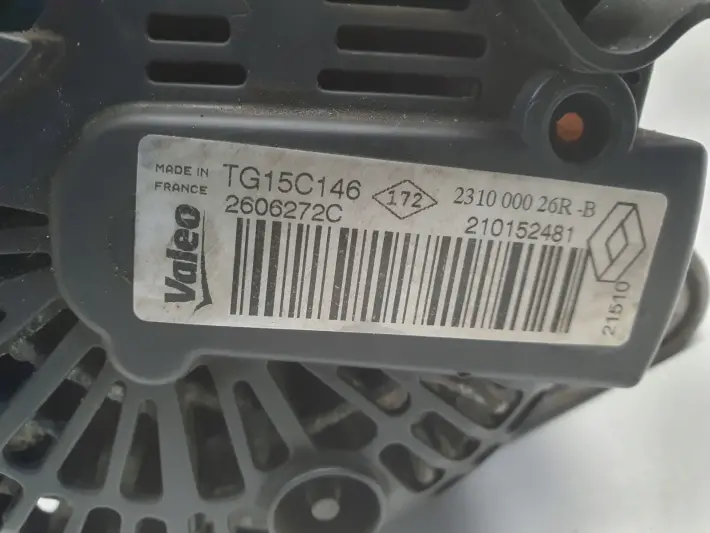 MADE IN
FRANCE
Valeo
TG15C146
2606272C
172
2310 000 26R -B
210152481
21510